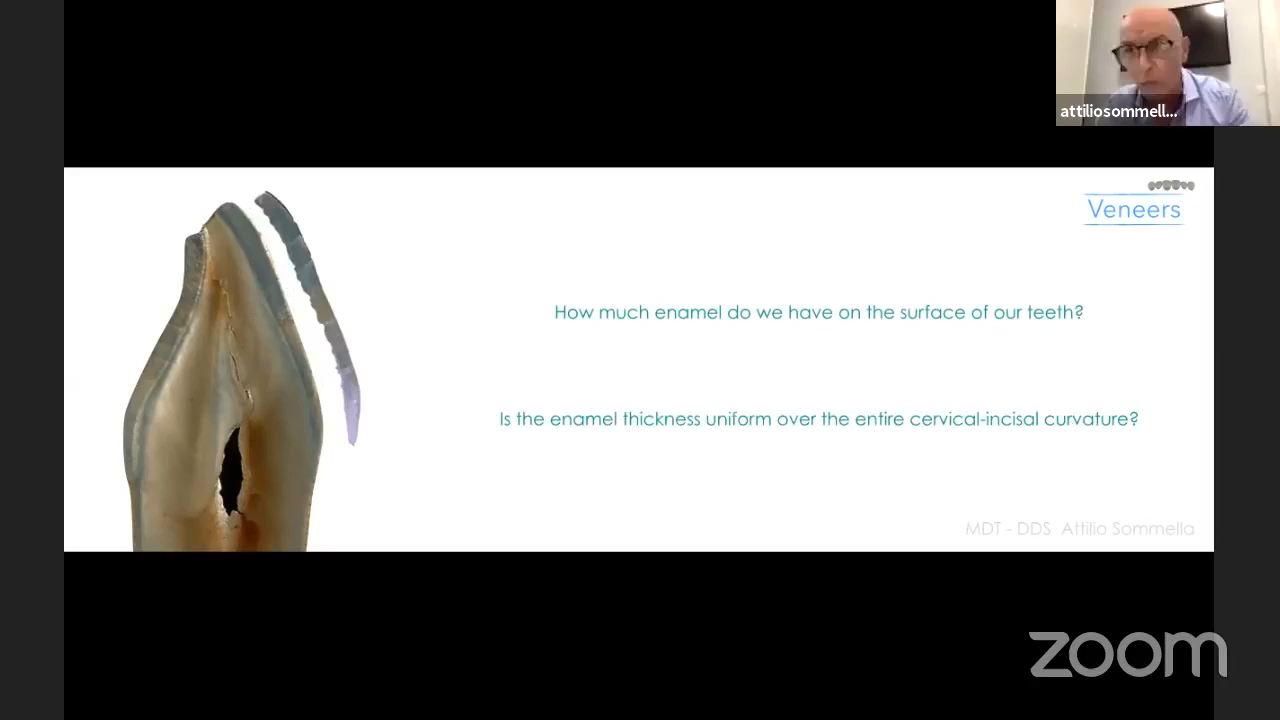 attiliosommell...
Veneers
How much enamel do we have on the surface of our teeth?
Is the enamel thickness uniform over the entire cervical-incisal curvature?
MDT - DDS Attilio Sommella
zoom